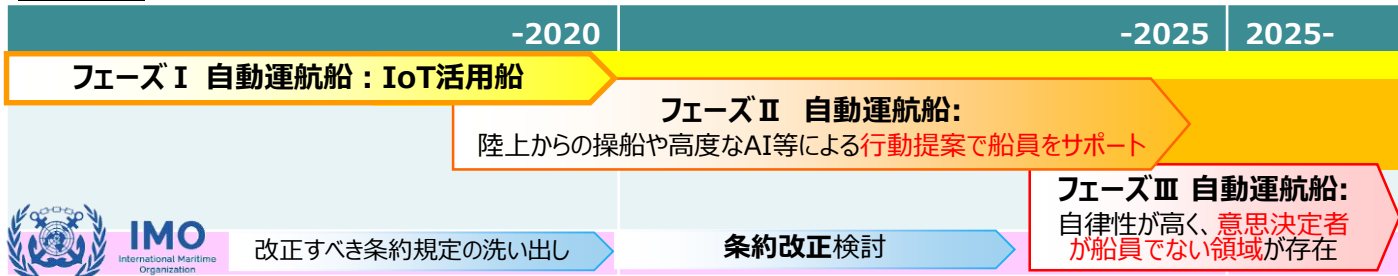 -2020
-2025
2025-
フェーズⅠ 自動運航船：IoT活用船
フェーズⅡ 自動運航船:
陸上からの操船や高度なAI等による行動提案で船員をサポート
フェーズⅢ 自動運航船:
自律性が高く、意思決定者
が船員でない領域が存在
IMO
International Maritime
Organization
改正すべき条約規定の洗い出し
条約改正検討